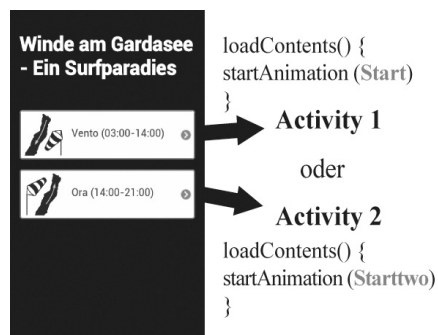 Winde am Gardasee
- Ein Surfparadies
Vento (03:00-14:00)
Ora (14:00-21:00)
loadContents() {
startAnimation (Start)
}
Activity 1
oder
Activity 2
loadContents() {
startAnimation (Starttwo)
}